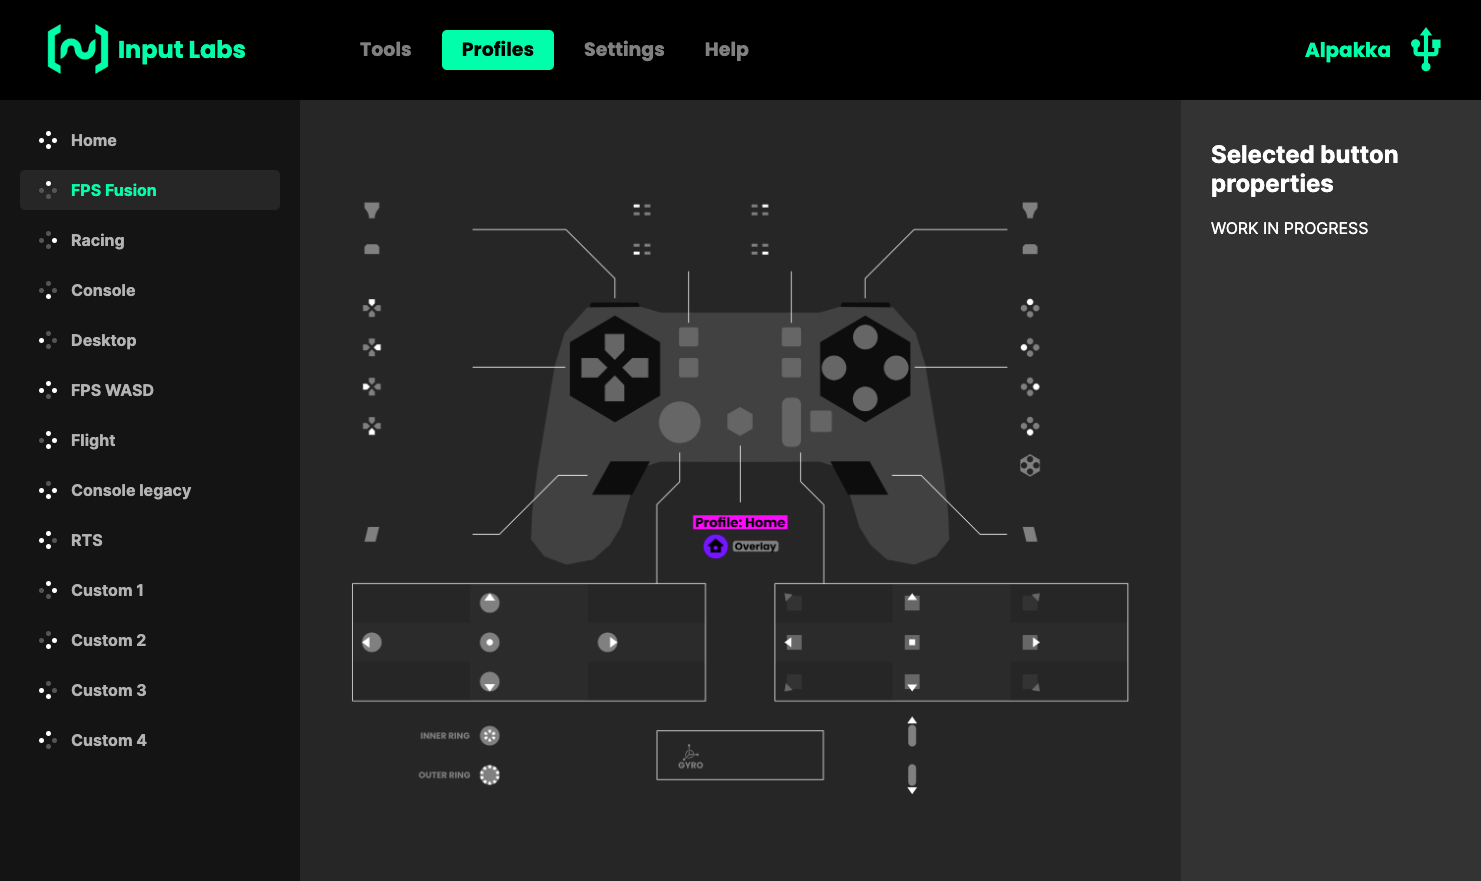 Input Labs
Tools
Profiles
Settings
Help
Alpakka
Home
FPS Fusion
Racing
Console
Desktop
FPS WASD
Flight
Console legacy
RTS
Custom 1
Custom 2
Custom 3
Custom 4
Profile: Home
Overlay
INNER RING
OUTER RING
GYRO
Selected button
properties
WORK IN PROGRESS